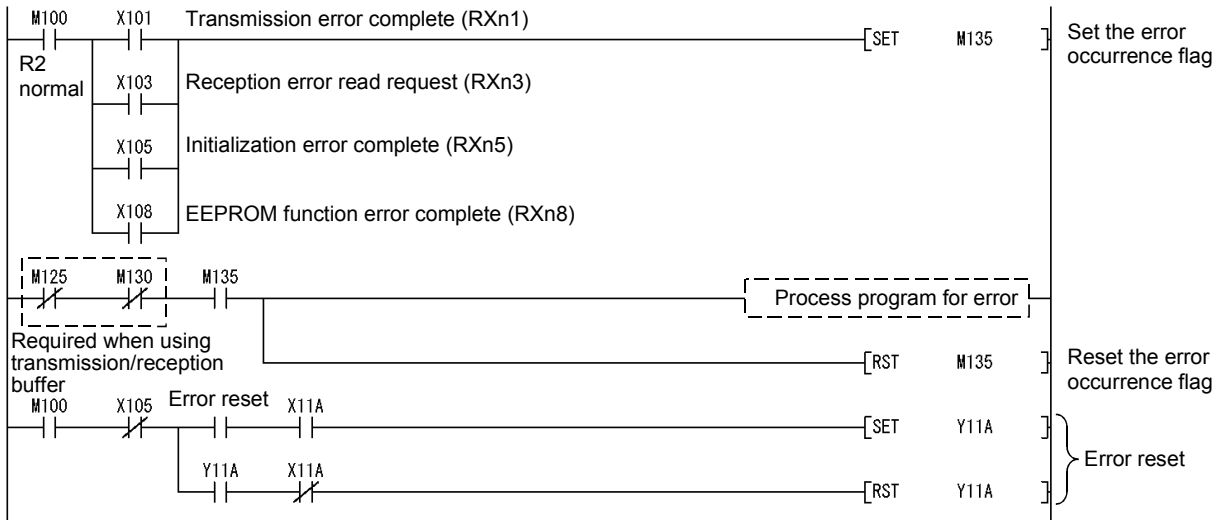 M100 X101 Transmission error complete (RXn1)
[SET M135] Set the error
occurrence flag
R2
normal
X103 Reception error read request (RXn3)
X105 Initialization error complete (RXn5)
X108 EEPROM function error complete (RXn8)
M125 M130 M135
Process program for error
Required when using
transmission/reception
buffer
[RST M135] Reset the error
occurrence flag
M100 X105 Error reset X11A
[SET Y11A]
Error reset
Y11A X11A
[RST Y11A]